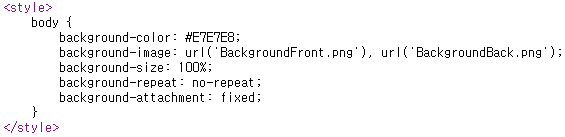 <style>
body {
background-color: #E7E7E8;
background-image: url('BackgroundFront.png'), url('BackgroundBack.png');
background-size: 100%;
background-repeat: no-repeat;
background-attachment: fixed;
}
</style>